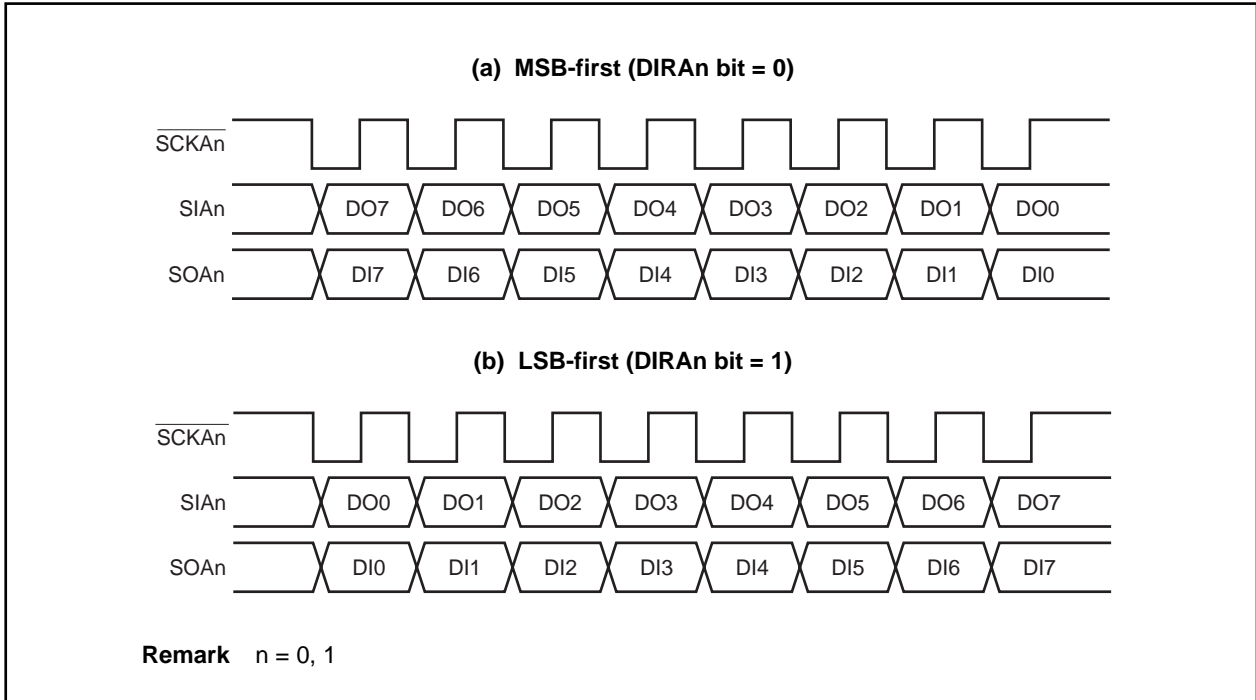 (a) MSB-first (DIRAn bit = 0)
SCKAn
SIAn DO7 DO6 DO5 DO4 DO3 DO2 DO1 DO0
SOAn DI7 DI6 DI5 DI4 DI3 DI2 DI1 DI0
(b) LSB-first (DIRAn bit = 1)
SCKAn
SIAn DO0 DO1 DO2 DO3 DO4 DO5 DO6 DO7
SOAn DI0 DI1 DI2 DI3 DI4 DI5 DI6 DI7
Remark n = 0, 1